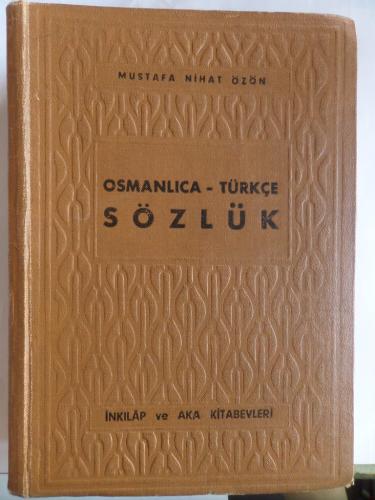 MUSTAFA NİHAT ÖZÖN
OSMANLICA - TÜRKÇE
SÖZLÜK
İNKILÂP ve AKA KİTABEVLERİ